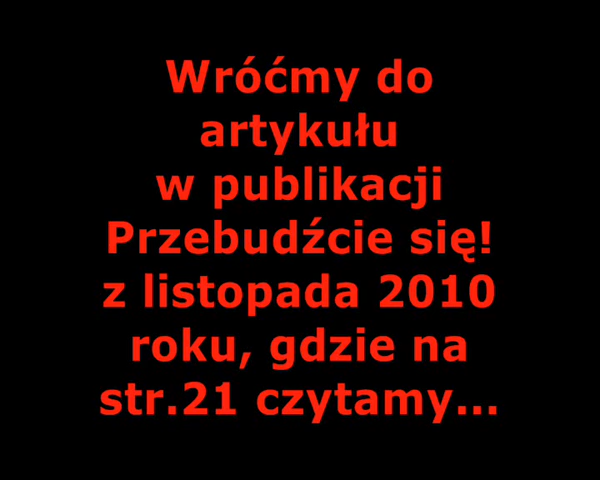 Wróćmy do
artykułu
w publikacji
Przebudźcie się!
z listopada 2010
roku, gdzie na
str.21 czytamy...